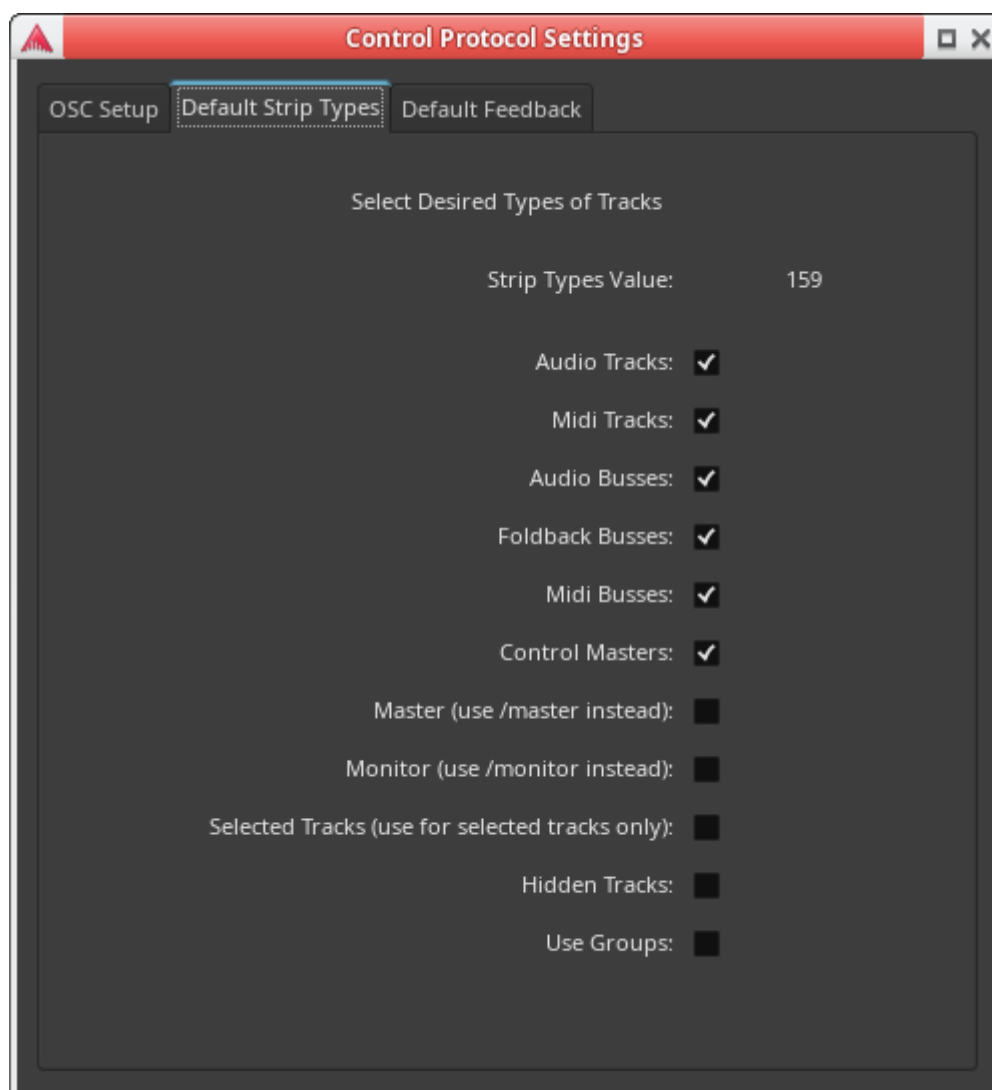 Control Protocol Settings
OSC Setup Default Strip Types Default Feedback
Select Desired Types of Tracks
Strip Types Value: 159
Audio Tracks:
Midi Tracks:
Audio Busses:
Foldback Busses:
Midi Busses:
Control Masters:
Master (use /master instead):
Monitor (use /monitor instead):
Selected Tracks (use for selected tracks only):
Hidden Tracks:
Use Groups: